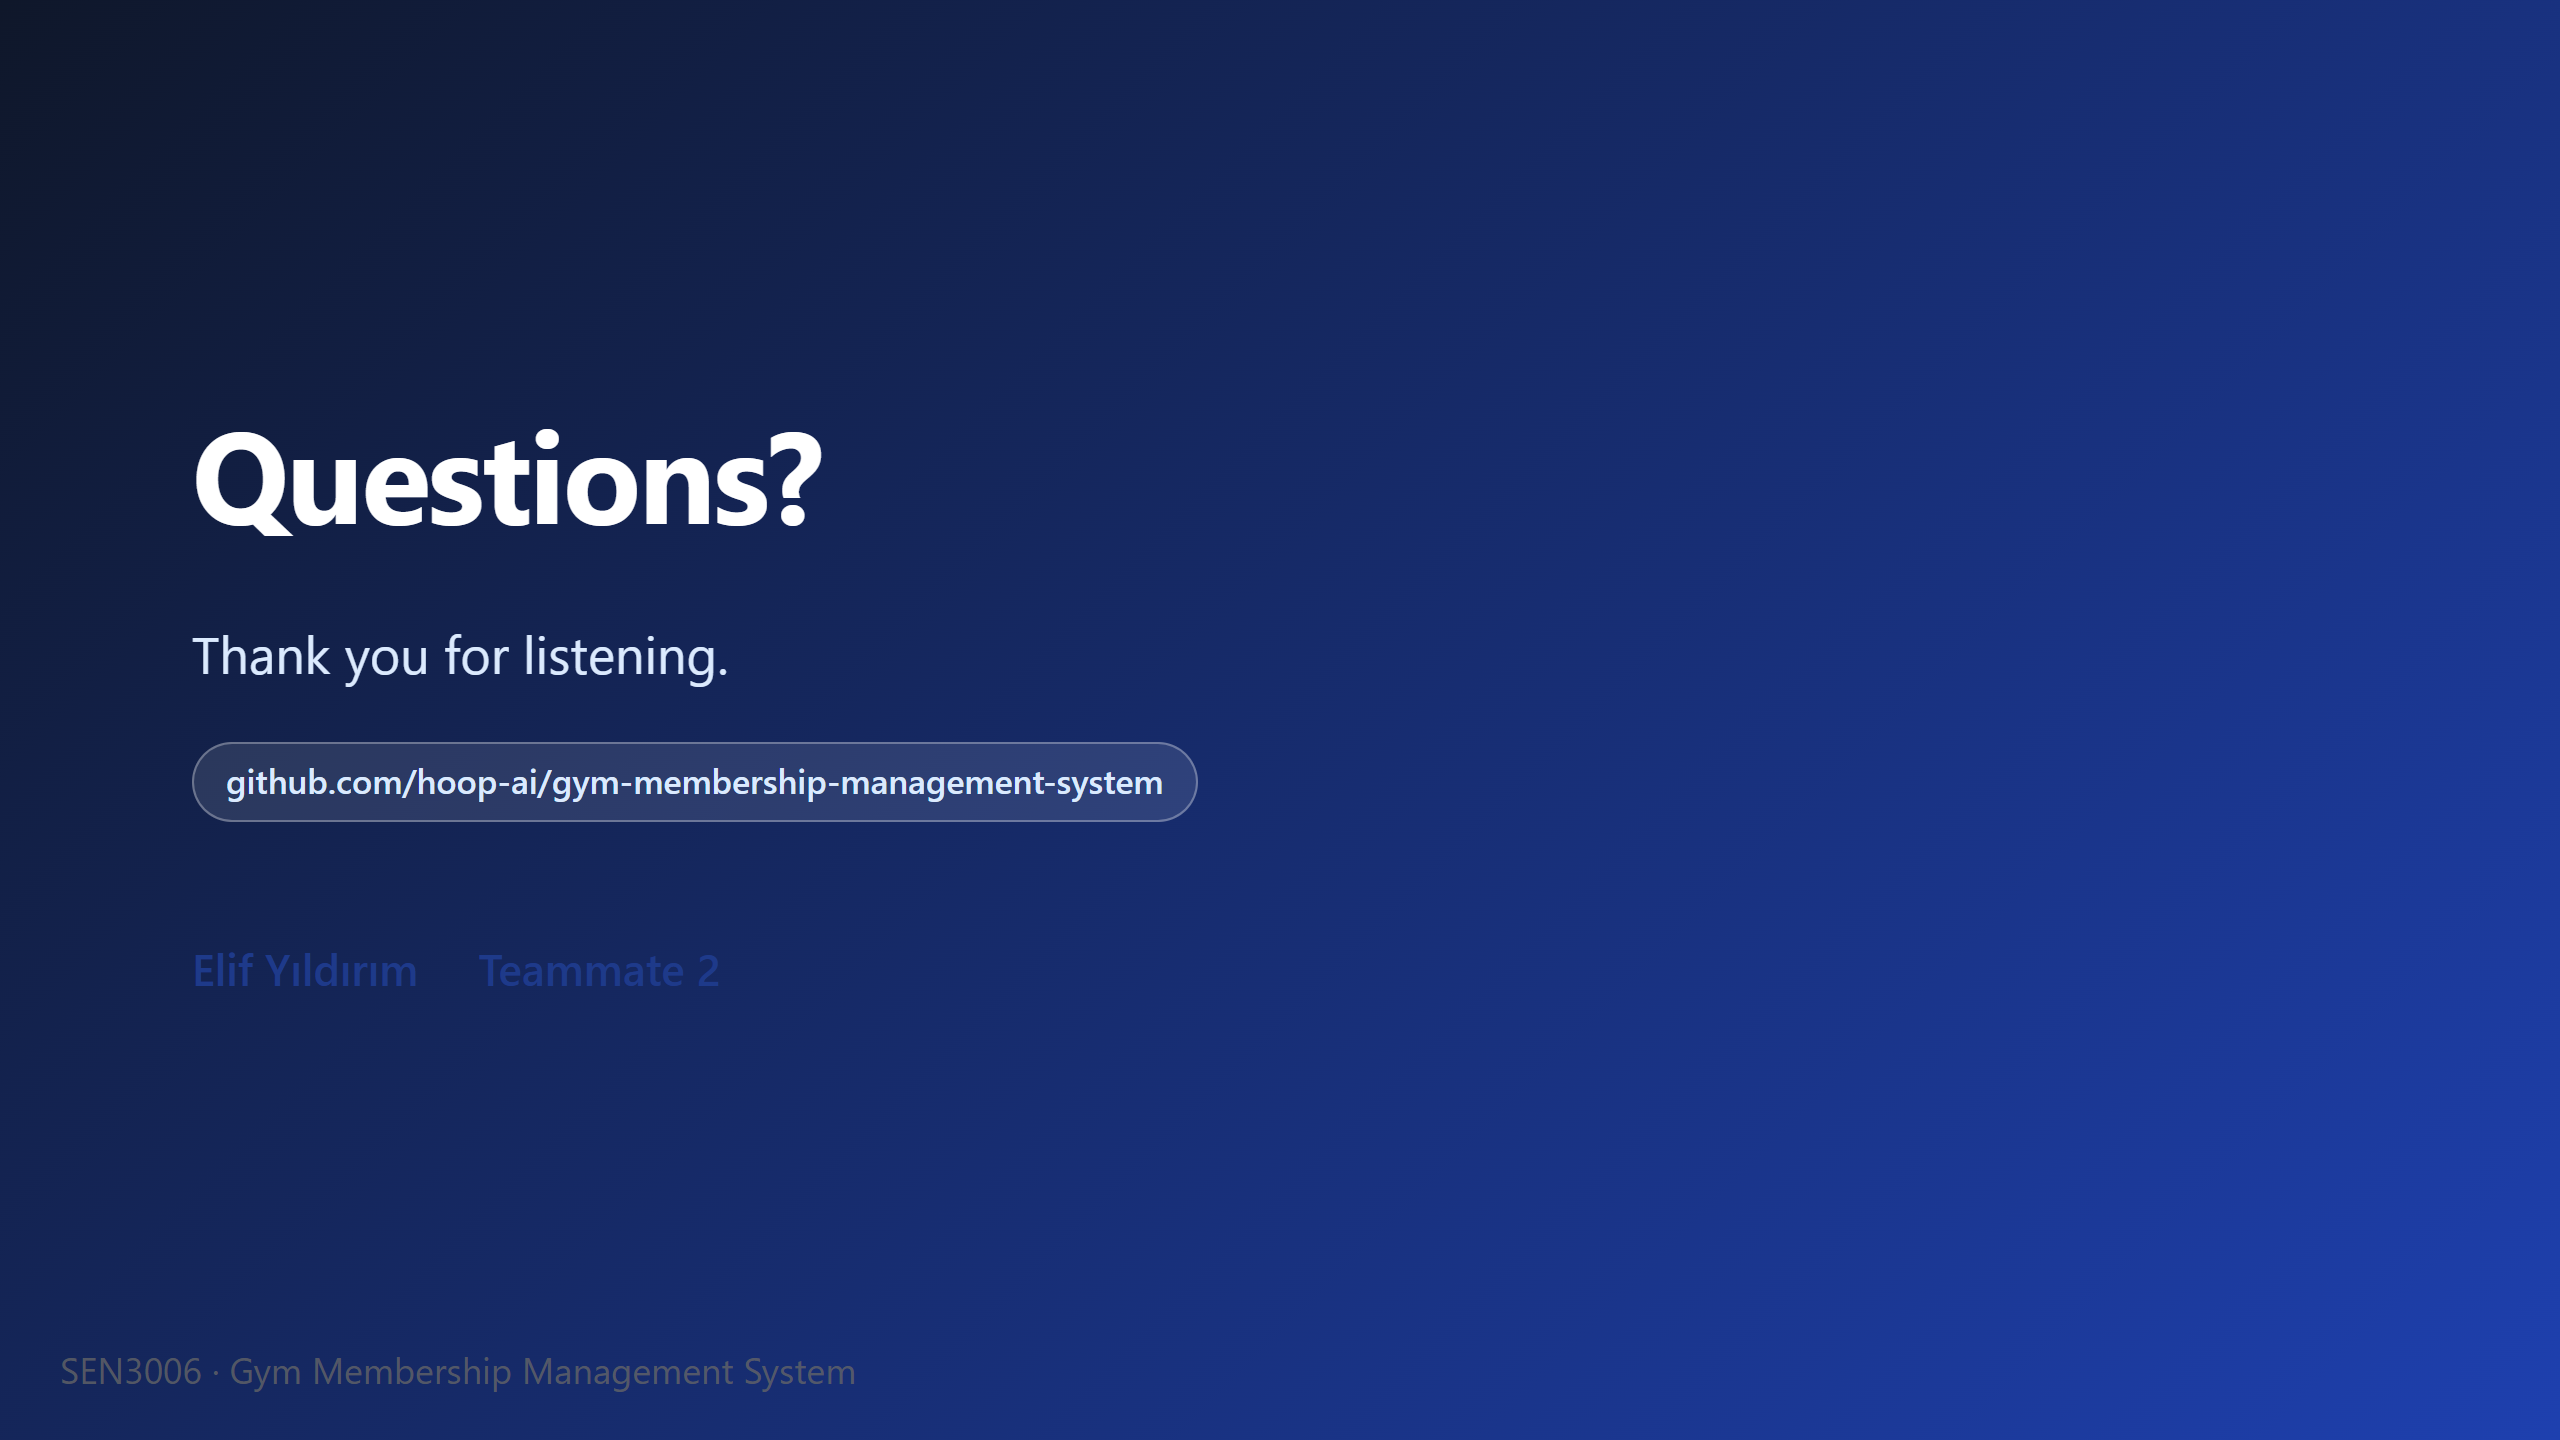 Questions?
Thank you for listening.
github.com/hoop-ai/gym-membership-management-system
Elif Yıldırım Teammate 2
SEN3006 · Gym Membership Management System